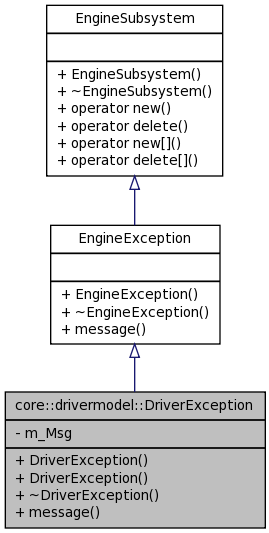 EngineSubsystem
+ EngineSubsystem()
+ ~EngineSubsystem()
+ operator new()
+ operator delete()
+ operator new[]()
+ operator delete[]()
EngineException
+ EngineException()
+ ~EngineException()
+ message()
core::drivermodel::DriverException
- m_Msg
+ DriverException()
+ DriverException()
+ ~DriverException()
+ message()